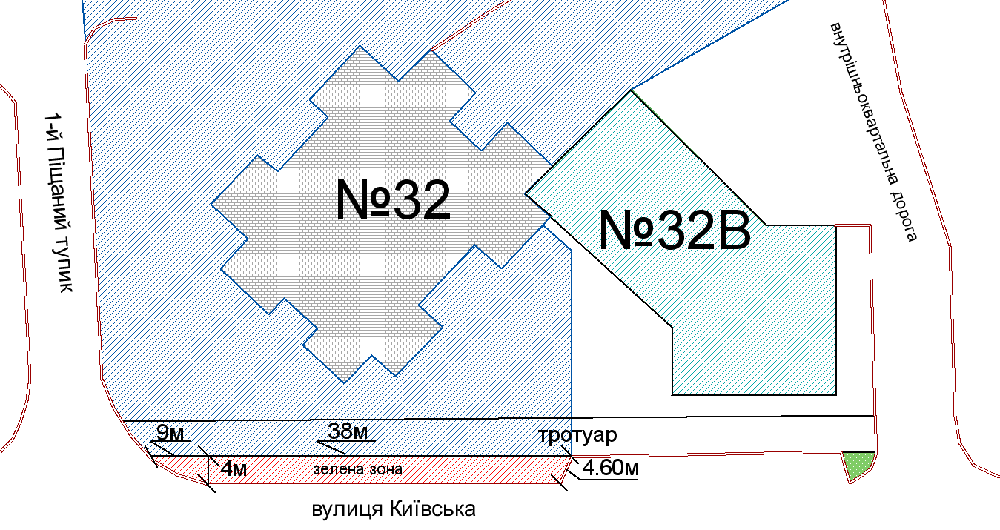 внутрішньоквартальна дорога
1-й Піщаний тупик
№32
№32В
9м
38м
тротуар
4м
зелена зона
4.60м
вулиця Київська